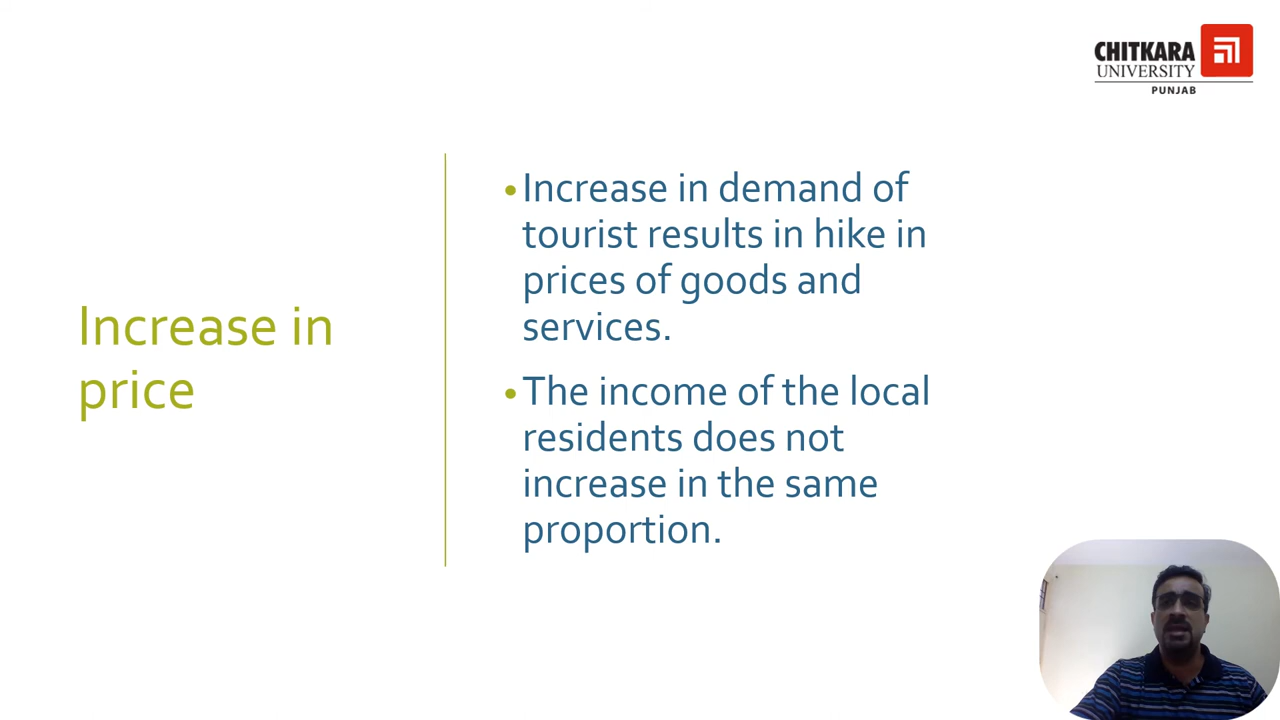 CHITKARA
UNIVERSITY
PUNJAB
Increase in
price
•Increase in demand of
tourist results in hike in
prices of goods and
services.
•The income of the local
residents does not
increase in the same
proportion.